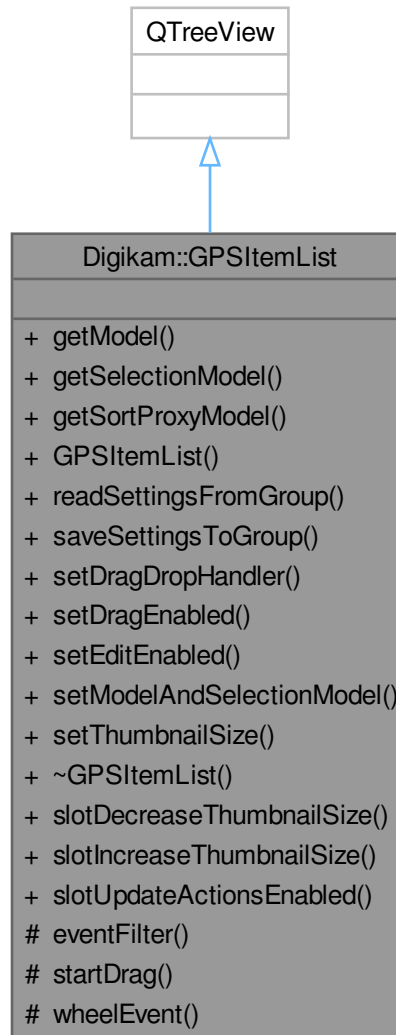 QTreeView
Digikam::GPSItemList
+ getModel()
+ getSelectionModel()
+ getSortProxyModel()
+ GPSItemList()
+ readSettingsFromGroup()
+ saveSettingsToGroup()
+ setDragDropHandler()
+ setDragEnabled()
+ setEditEnabled()
+ setModelAndSelectionModel()
+ setThumbnailSize()
+ ~GPSItemList()
+ slotDecreaseThumbnailSize()
+ slotIncreaseThumbnailSize()
+ slotUpdateActionsEnabled()
# eventFilter()
# startDrag()
# wheelEvent()